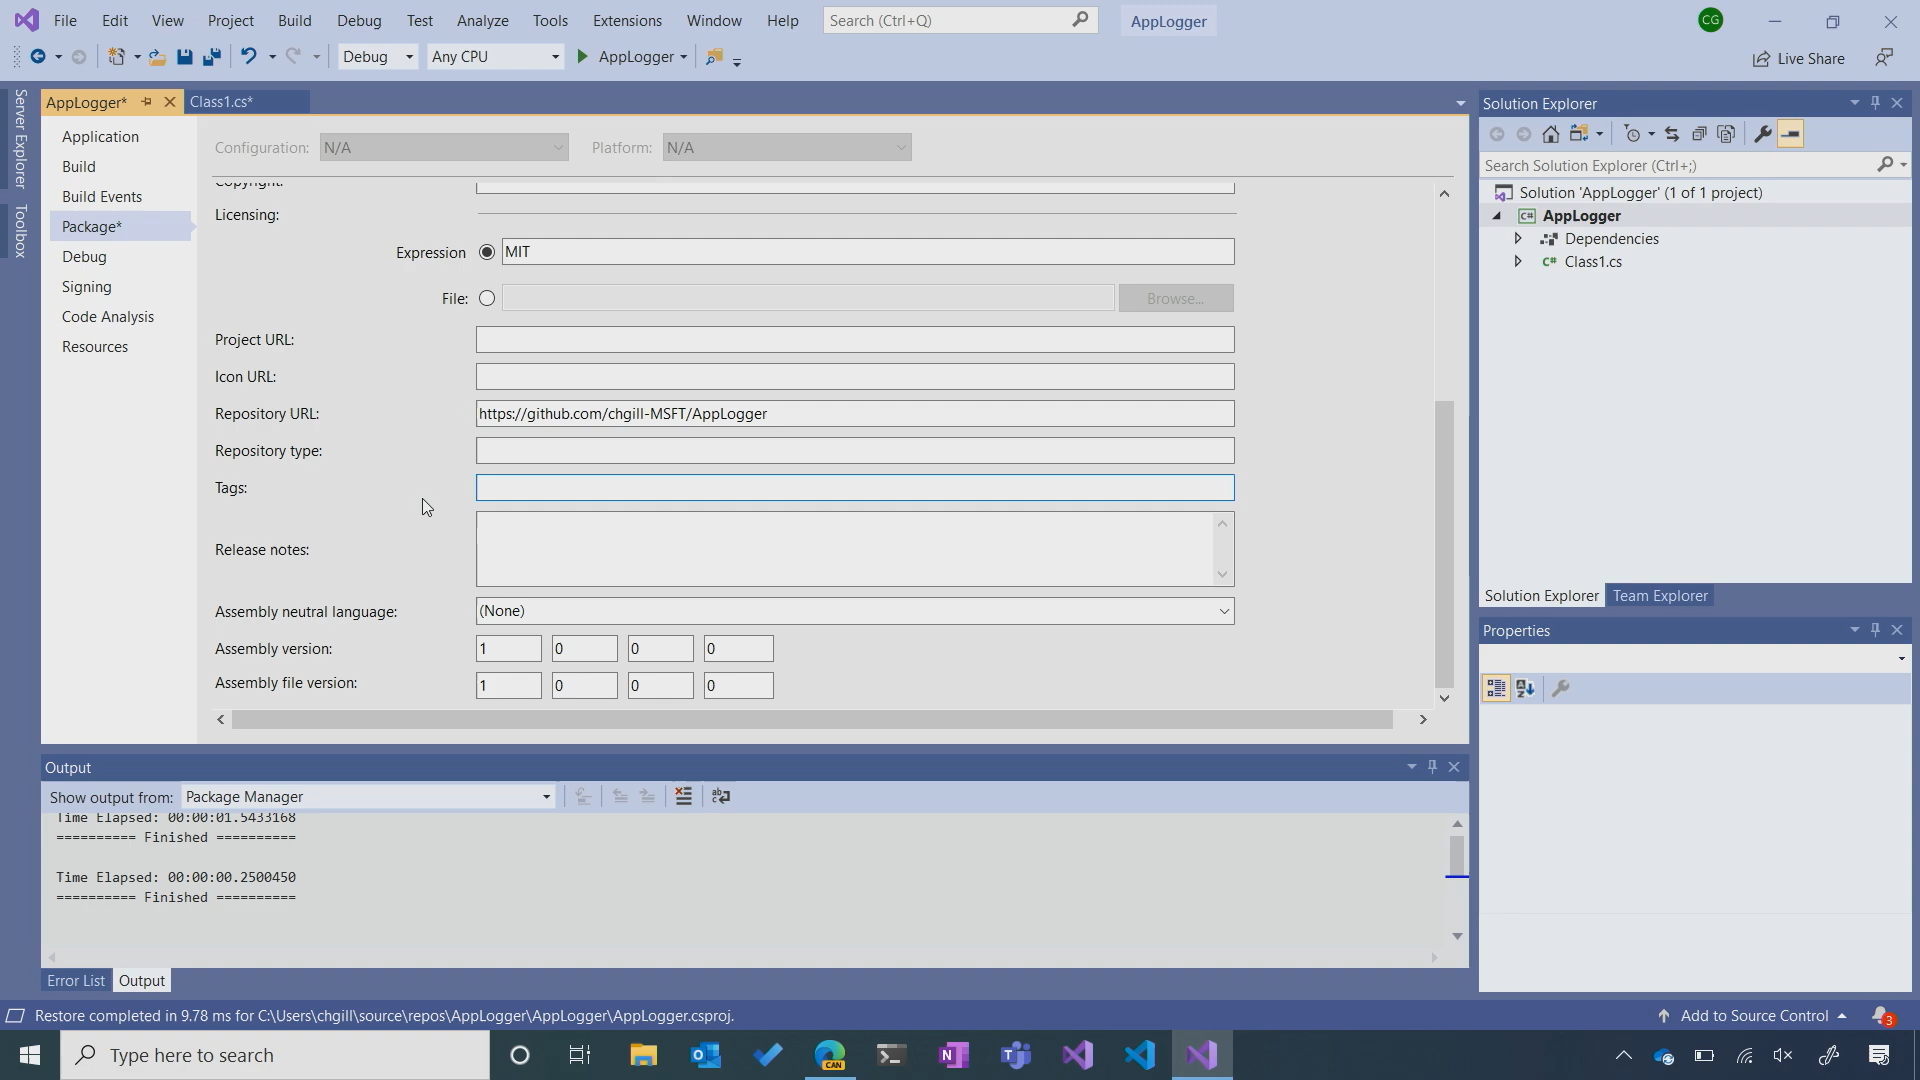 File Edit View Project Build Debug Test Analyze Tools Extensions Window Help Search (Ctrl+Q) AppLogger CG
Debug Any CPU AppLogger Live Share
Server Explorer
Toolbox
AppLogger* Class1.cs*
Application
Build
Build Events
Package*
Debug
Signing
Code Analysis
Resources
Configuration: N/A Platform: N/A
Copyright:
Licensing:
Expression MIT
File: Browse...
Project URL:
Icon URL:
Repository URL: https://github.com/chgill-MSFT/AppLogger
Repository type:
Tags:
Release notes:
Assembly neutral language: (None)
Assembly version: 1 0 0 0
Assembly file version: 1 0 0 0
Solution Explorer
Search Solution Explorer (Ctrl+;)
Solution 'AppLogger' (1 of 1 project)
C# AppLogger
Dependencies
C# Class1.cs
Solution Explorer Team Explorer
Properties
Output
Show output from: Package Manager
Time Elapsed: 00:00:01.5433168
========== Finished ==========
Time Elapsed: 00:00:00.2500450
========== Finished ==========
Error List Output
Restore completed in 9.78 ms for C:\Users\chgill\source\repos\AppLogger\AppLogger\AppLogger.csproj. Add to Source Control 3
Type here to search CAN